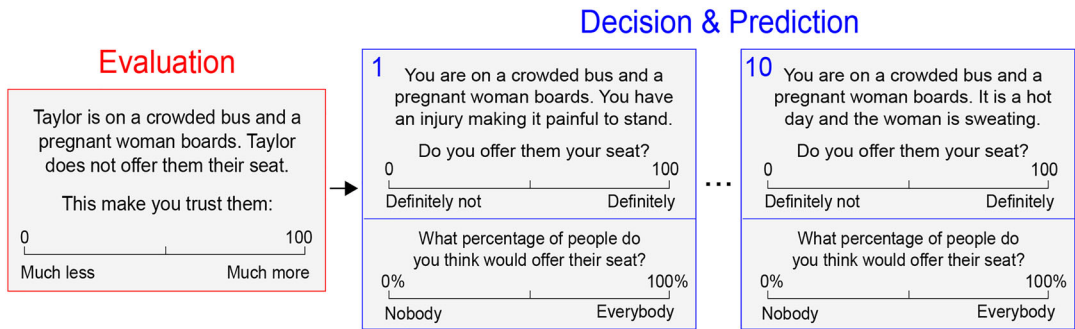 Decision & Prediction
Evaluation
Taylor is on a crowded bus and a
pregnant woman boards. Taylor
does not offer them their seat.
This make you trust them:
0 100
Much less Much more
1
You are on a crowded bus and a
pregnant woman boards. You have
an injury making it painful to stand.
Do you offer them your seat?
0 100
Definitely not Definitely
What percentage of people do
you think would offer their seat?
0% 100%
Nobody Everybody
...
10
You are on a crowded bus and a
pregnant woman boards. It is a hot
day and the woman is sweating.
Do you offer them your seat?
0 100
Definitely not Definitely
What percentage of people do
you think would offer their seat?
0% 100%
Nobody Everybody